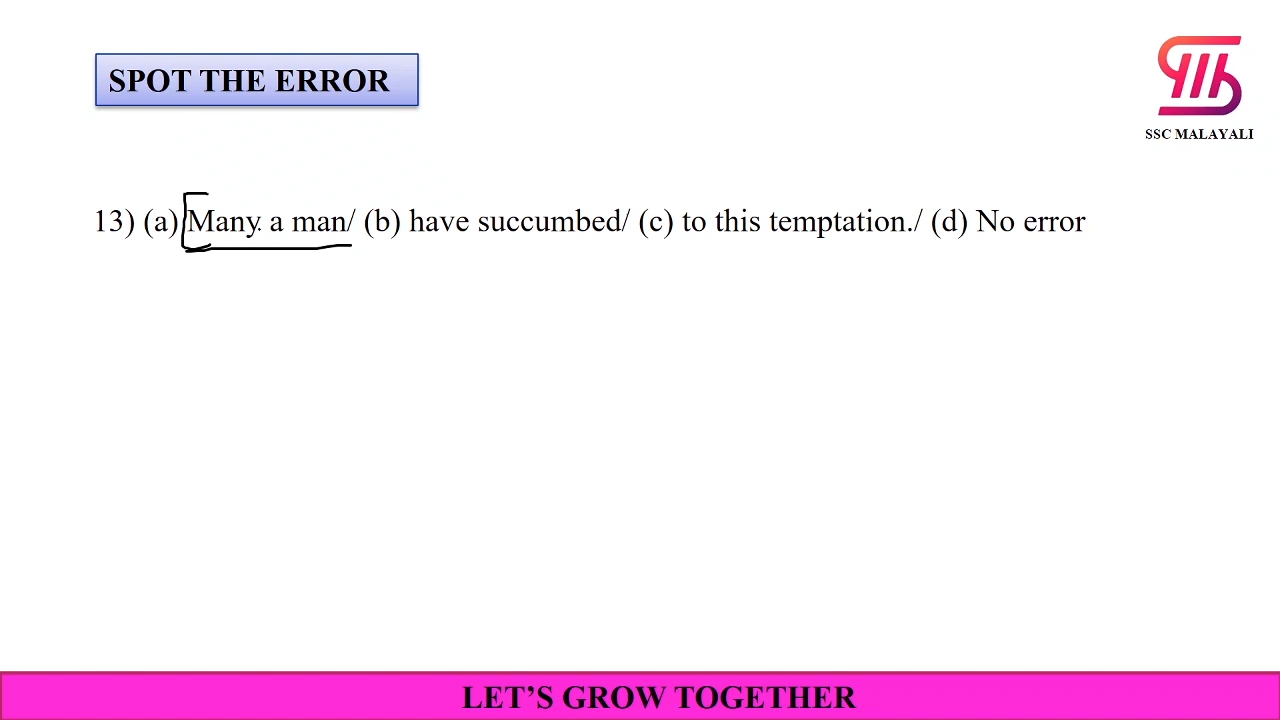 SPOT THE ERROR
SSC MALAYALI
13) (a) Many a man/ (b) have succumbed/ (c) to this temptation./ (d) No error
LET’S GROW TOGETHER